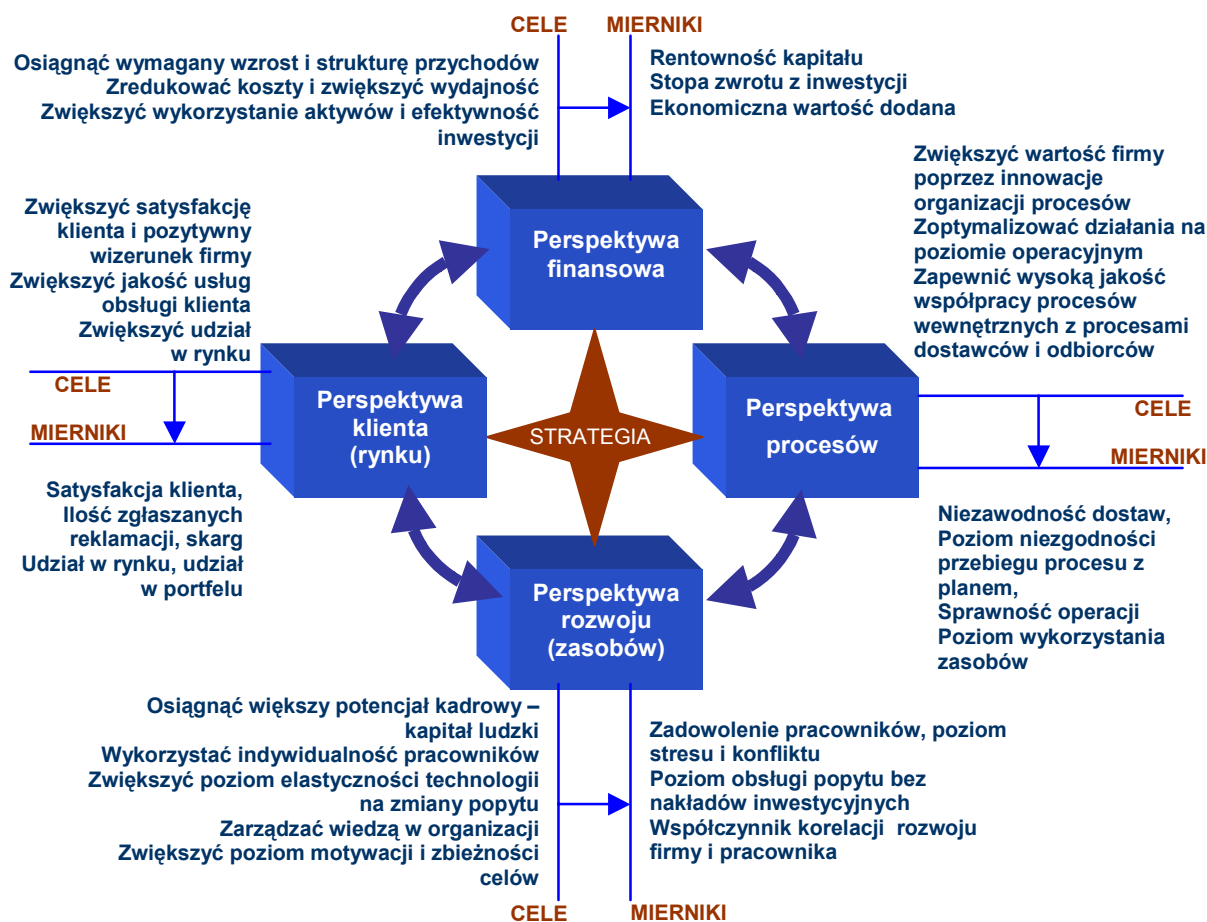 CELE
MIERNIKI
Osiągnąć wymagany wzrost i strukturę przychodów
Zredukować koszty i zwiększyć wydajność
Zwiększyć wykorzystanie aktywów i efektywność
inwestycji
Rentowność kapitału
Stopa zwrotu z inwestycji
Ekonomiczna wartość dodana
Perspektywa
finansowa
Zwiększyć satysfakcję
klienta i pozytywny
wizerunek firmy
Zwiększyć jakość usług
obsługi klienta
Zwiększyć udział
w rynku
CELE
MIERNIKI
Satysfakcja klienta,
Ilość zgłaszanych
reklamacji, skarg
Udział w rynku, udział
w portfelu
Perspektywa
klienta
(rynku)
STRATEGIA
Perspektywa
procesów
Zwiększyć wartość firmy
poprzez innowacje
organizacji procesów
Zoptymalizować działania na
poziomie operacyjnym
Zapewnić wysoką jakość
współpracy procesów
wewnętrznych z procesami
dostawców i odbiorców
CELE
MIERNIKI
Niezawodność dostaw,
Poziom niezgodności
przebiegu procesu z
planem,
Sprawność operacji
Poziom wykorzystania
zasobów
Perspektywa
rozwoju
(zasobów)
Osiągnąć większy potencjał kadrowy –
kapitał ludzki
Wykorzystać indywidualność pracowników
Zwiększyć poziom elastyczności technologii
na zmiany popytu
Zarządzać wiedzą w organizacji
Zwiększyć poziom motywacji i zbieżności
celów
Zadowolenie pracowników, poziom
stresu i konfliktu
Poziom obsługi popytu bez
nakładów inwestycyjnych
Współczynnik korelacji rozwoju
firmy i pracownika
CELE
MIERNIKI